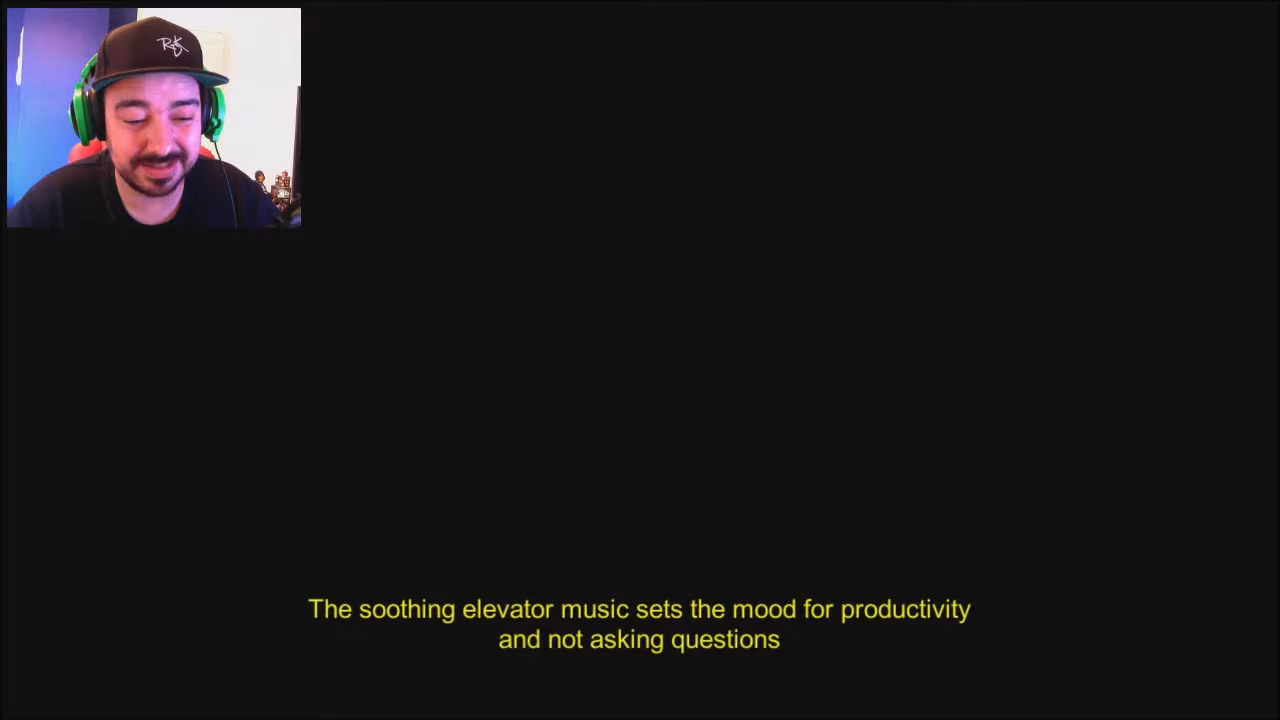 The soothing elevator music sets the mood for productivity
and not asking questions